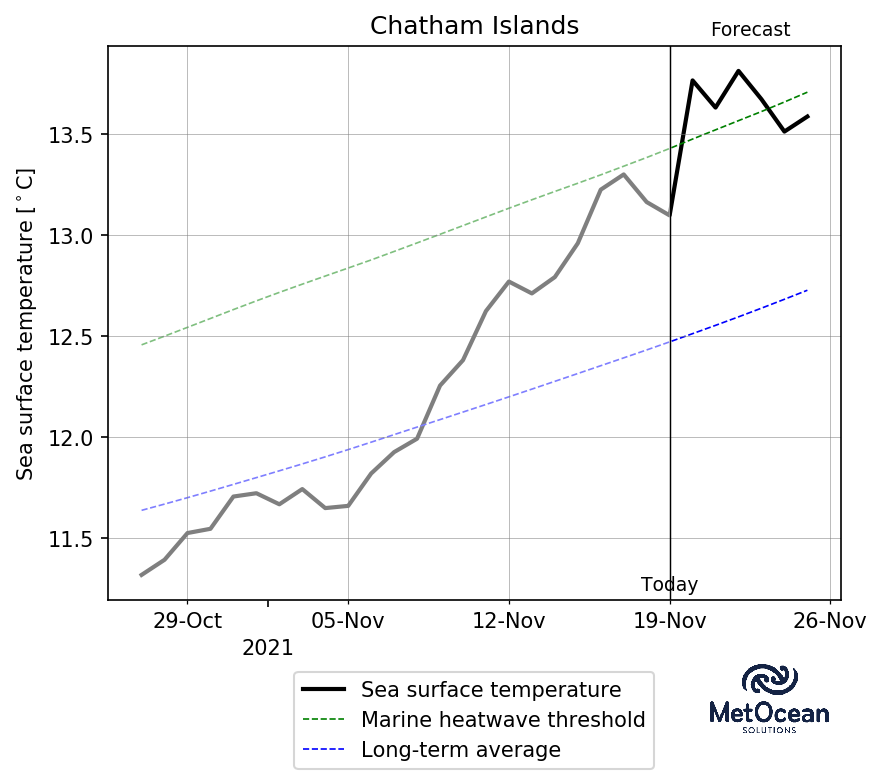 Chatham Islands
Forecast
Sea surface temperature [°C]
13.5
13.0
12.5
12.0
11.5
Today
29-Oct 05-Nov 12-Nov 19-Nov 26-Nov
2021
Sea surface temperature
Marine heatwave threshold
Long-term average
MetOcean
SOLUTIONS